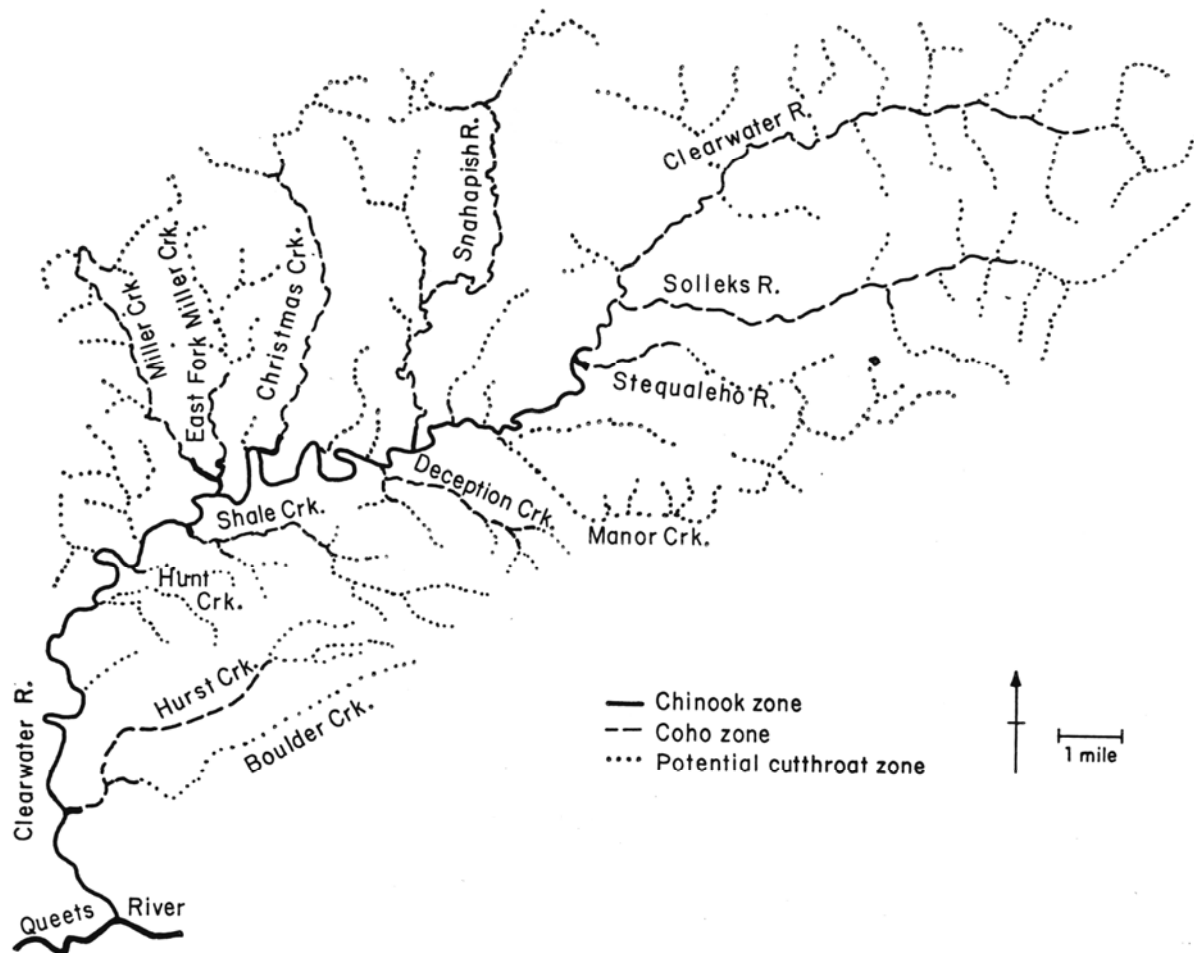 Clearwater R.
Snahapish R.
Miller Crk.
East Fork Miller Crk.
Christmas Crk.
Solleks R.
Stequaleho R.
Deception Crk.
Shale Crk.
Manor Crk.
Hunt
Crk.
Hurst Crk.
Boulder Crk.
Clearwater R.
Chinook zone
Coho zone
Potential cutthroat zone
1 mile
Queets River